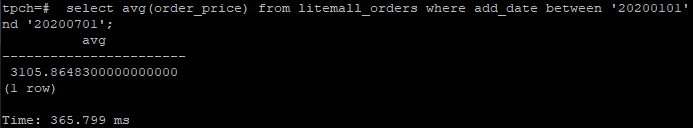 tpch=#  select avg(order_price) from litemall_orders where add_date between '20200101'
nd '20200701';
          avg
-----------------------
 3105.8648300000000000
(1 row)

Time: 365.799 ms